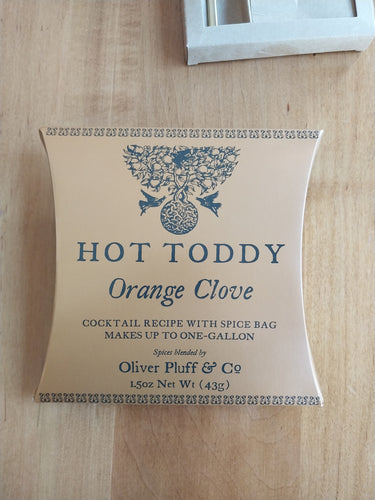 HOT TODDY
Orange Clove
COCKTAIL RECIPE WITH SPICE BAG
MAKES UP TO ONE-GALLON
Spices blended by
Oliver Pluff & Co
1.5oz Net Wt (43g)